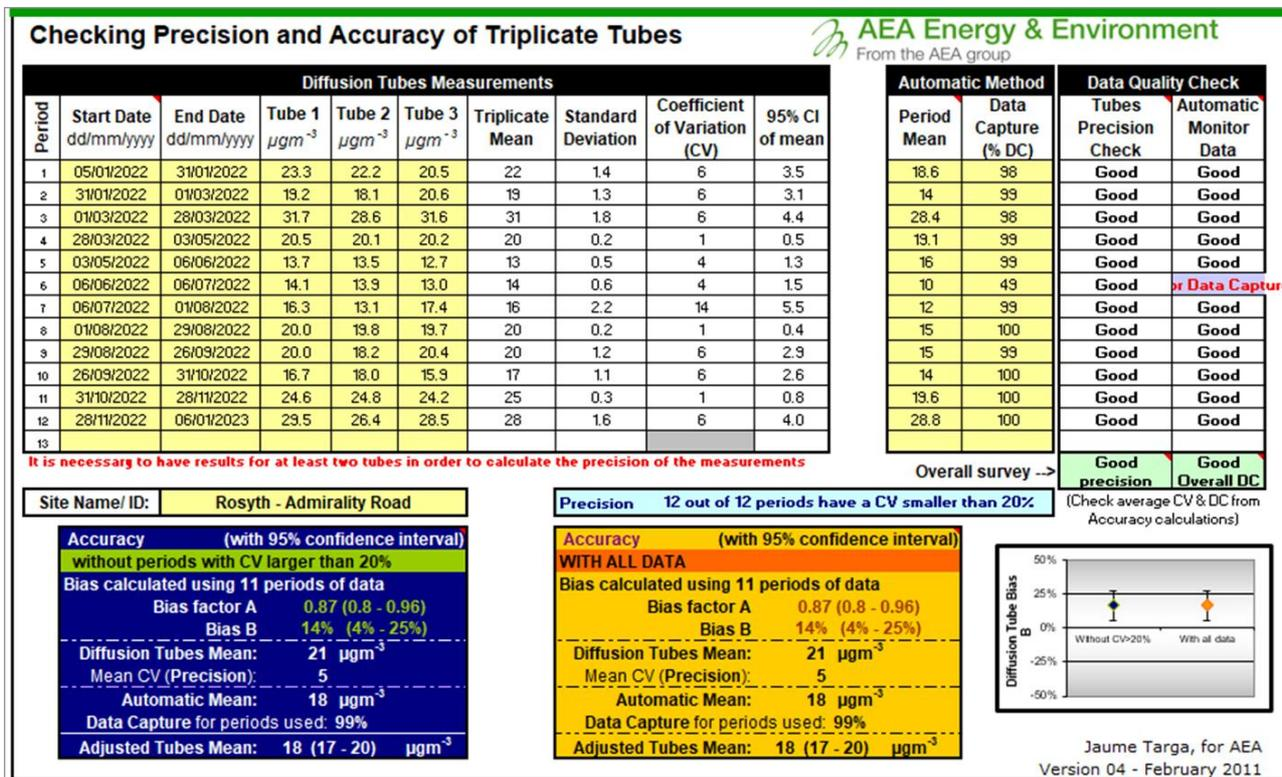 Checking Precision and Accuracy of Triplicate Tubes
AEA Energy & Environment
From the AEA group
Diffusion Tubes Measurements
Automatic Method
Data Quality Check
Period Start Date dd/mm/yyyy End Date dd/mm/yyyy Tube 1 µgm⁻³ Tube 2 µgm⁻³ Tube 3 µgm⁻³ Triplicate Mean Standard Deviation Coefficient of Variation (CV) 95% CI of mean Period Mean Data Capture (% DC) Tubes Precision Check Automatic Monitor Data
1 05/01/2022 31/01/2022 23.3 22.2 20.5 22 1.4 6 3.5 18.6 98 Good Good
2 31/01/2022 01/03/2022 19.2 18.1 20.6 19 1.3 6 3.1 14 99 Good Good
3 01/03/2022 28/03/2022 31.7 28.6 31.6 31 1.8 6 4.4 28.4 98 Good Good
4 28/03/2022 03/05/2022 20.5 20.1 20.2 20 0.2 1 0.5 19.1 99 Good Good
5 03/05/2022 06/06/2022 13.7 13.5 12.7 13 0.5 4 1.3 16 99 Good Good
6 06/06/2022 06/07/2022 14.1 13.9 13.0 14 0.6 4 1.5 10 49 Good or Data Capture
7 06/07/2022 01/08/2022 16.3 13.1 17.4 16 2.2 14 5.5 12 99 Good Good
8 01/08/2022 29/08/2022 20.0 19.8 19.7 20 0.2 1 0.4 15 100 Good Good
9 29/08/2022 26/09/2022 20.0 18.2 20.4 20 1.2 6 2.9 15 99 Good Good
10 26/09/2022 31/10/2022 16.7 18.0 15.9 17 1.1 6 2.6 14 100 Good Good
11 31/10/2022 28/11/2022 24.6 24.8 24.2 25 0.3 1 0.8 19.6 100 Good Good
12 28/11/2022 06/01/2023 29.5 26.4 28.5 28 1.6 6 4.0 28.8 100 Good Good
13
It is necessary to have results for at least two tubes in order to calculate the precision of the measurements
Overall survey --> Good precision Good Overall DC
Site Name/ ID: Rosyth - Admirality Road
Precision 12 out of 12 periods have a CV smaller than 20%
(Check average CV & DC from
Accuracy calculations)
Accuracy (with 95% confidence interval)
without periods with CV larger than 20%
Bias calculated using 11 periods of data
Bias factor A 0.87 (0.8 - 0.96)
Bias B 14% (4% - 25%)
Diffusion Tubes Mean: 21 µgm⁻³
Mean CV (Precision): 5
Automatic Mean: 18 µgm⁻³
Data Capture for periods used: 99%
Adjusted Tubes Mean: 18 (17 - 20) µgm⁻³
Accuracy (with 95% confidence interval)
WITH ALL DATA
Bias calculated using 11 periods of data
Bias factor A 0.87 (0.8 - 0.96)
Bias B 14% (4% - 25%)
Diffusion Tubes Mean: 21 µgm⁻³
Mean CV (Precision): 5
Automatic Mean: 18 µgm⁻³
Data Capture for periods used: 99%
Adjusted Tubes Mean: 18 (17 - 20) µgm⁻³
Diffusion Tube Bias B
50%
25%
0%
-25%
-50%
Without CV>20% With all data
Jaume Targa, for AEA
Version 04 - February 2011